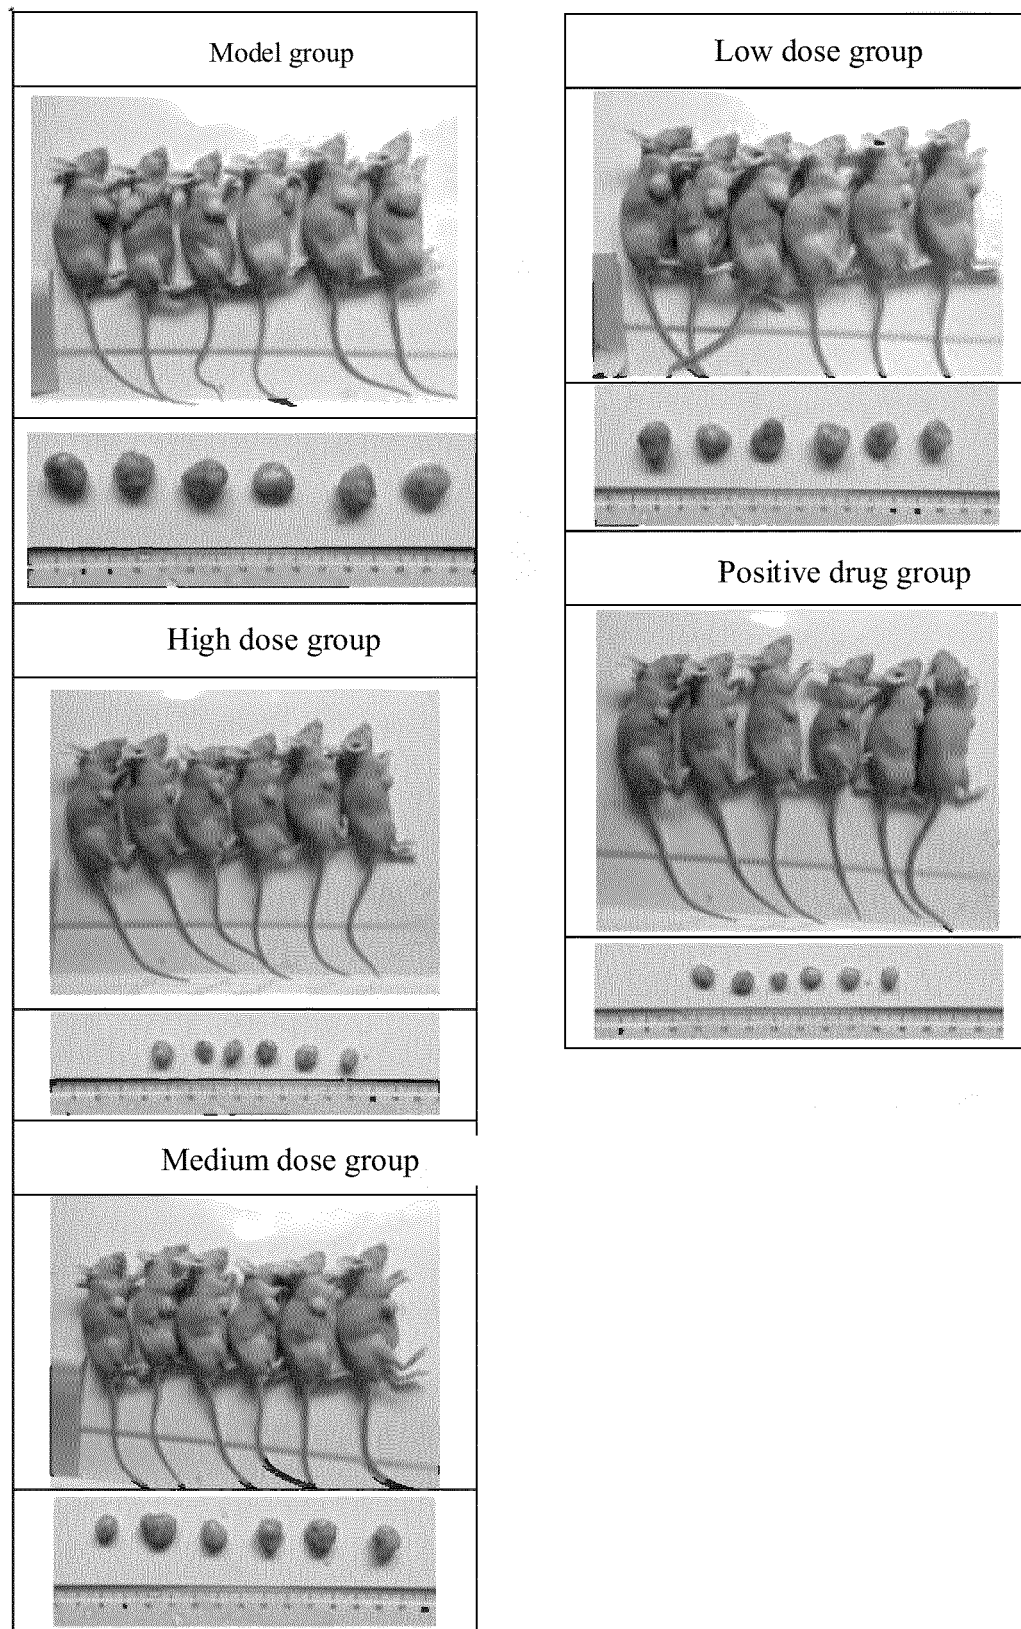 Model group
High dose group
Medium dose group
Low dose group
Positive drug group